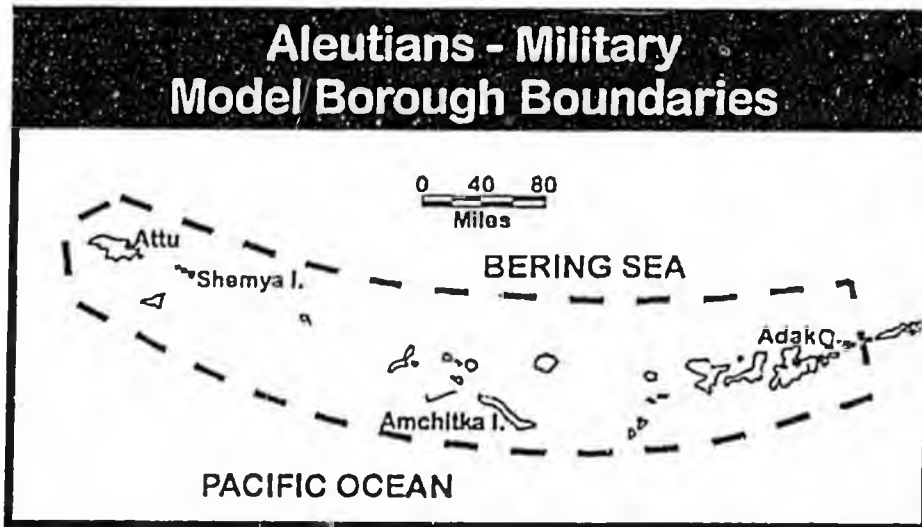 Aleutians - Military
Model Borough Boundaries
0 40 80
Miles
Attu
Shemya I.
BERING SEA
Adak
Amchitka I.
PACIFIC OCEAN